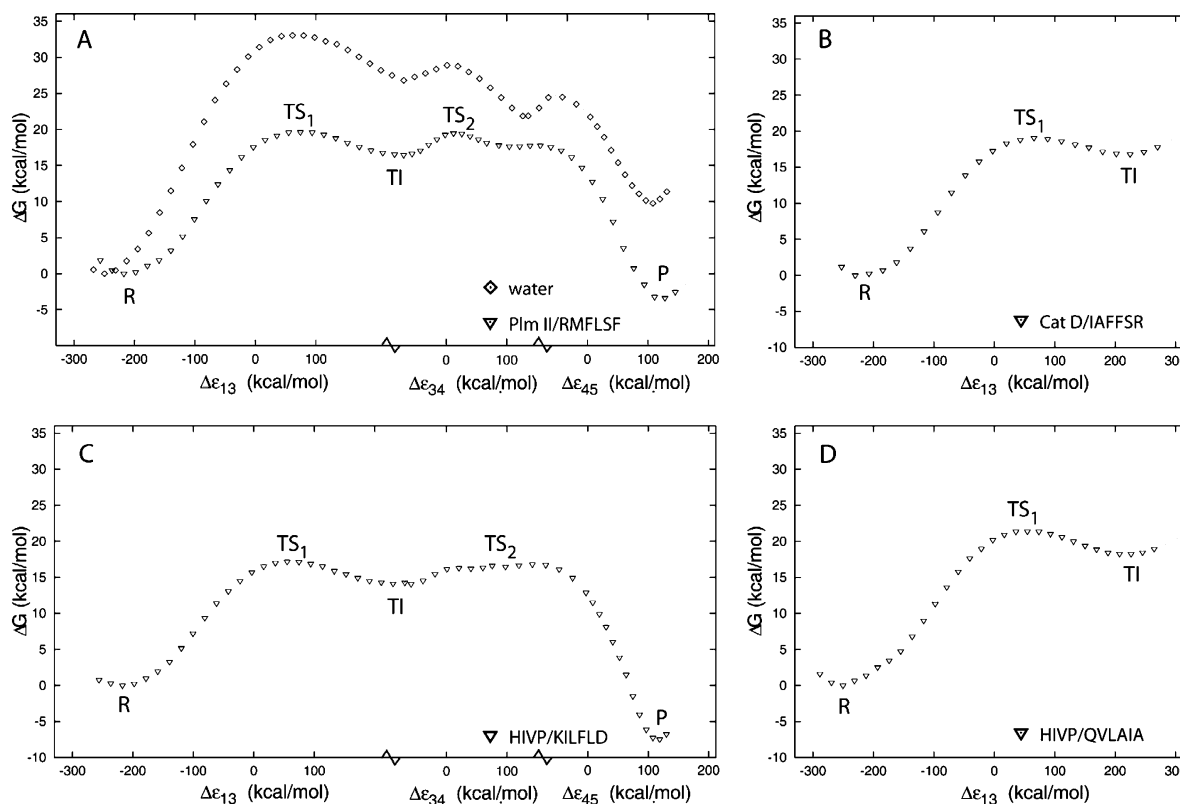 A
35
30
25
20
15
10
5
0
-5
ΔG (kcal/mol)
TS1
TS2
TI
R
P
water
Plm II/RMFLSF
-300 -200 -100 0 100 0 100 0 100 200
Δε13 (kcal/mol) Δε34 (kcal/mol) Δε45 (kcal/mol)
B
35
30
25
20
15
10
5
0
-5
-10
ΔG (kcal/mol)
TS1
TI
R
Cat D/IAFFSR
-300 -200 -100 0 100 200 30
Δε13 (kcal/mol)
C
35
30
25
20
15
10
5
0
-5
-10
ΔG (kcal/mol)
TS1
TS2
TI
R
P
HIVP/KILFLD
-300 -200 -100 0 100 0 100 0 100 200
Δε13 (kcal/mol) Δε34 (kcal/mol) Δε45 (kcal/mol)
D
35
30
25
20
15
10
5
0
-5
-10
ΔG (kcal/mol)
TS1
TI
R
HIVP/QVLAIA
-300 -200 -100 0 100 200 30
Δε13 (kcal/mol)